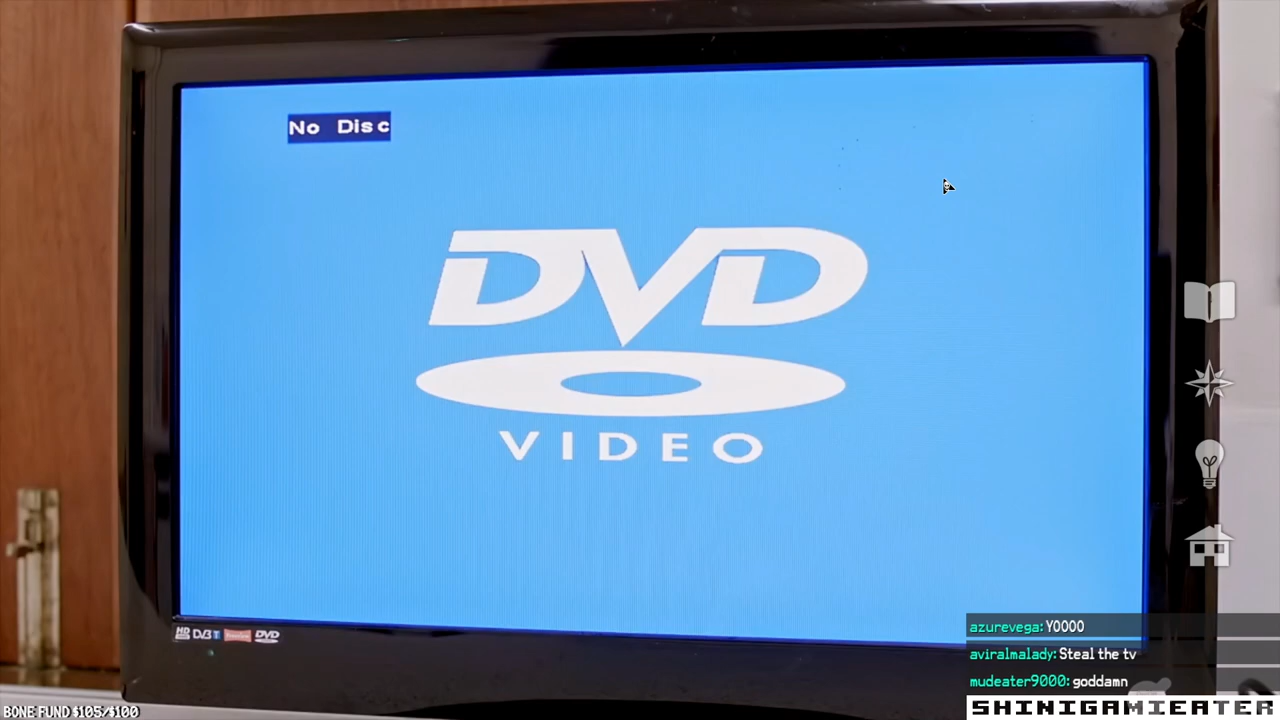 No Disc
DVD
VIDEO
HD
DVB T
DVD
azurevega: YOOOO
aviralmalady: Steal the tv
mudeater9000: goddamn
BONE FUND $105/$100
SHINIGAMIEATER